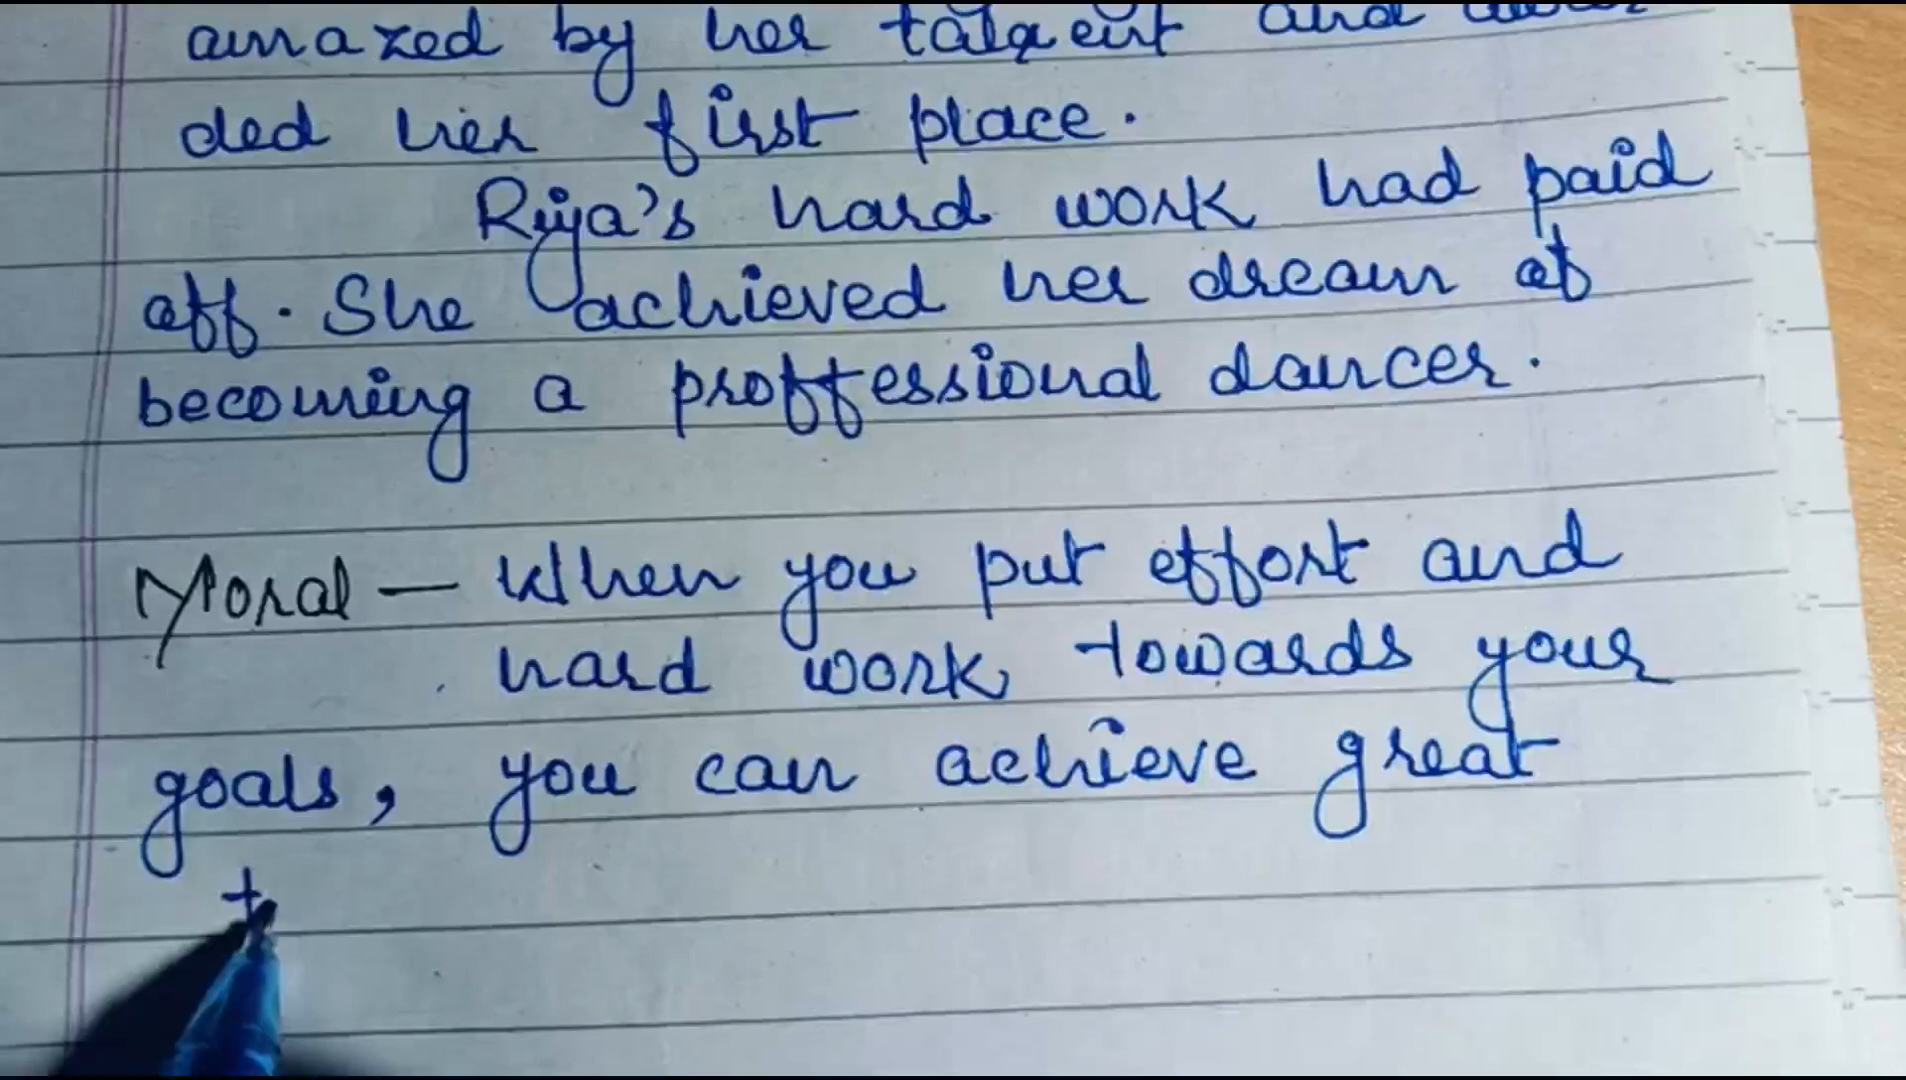 amazed by her talaent and
ded her first place.
Riya's hard work had paid
off. She achieved her dream of
becoming a proffessional dancer.
Moral — When you put effort and
hard work towards your
goals, you can achieve great
t